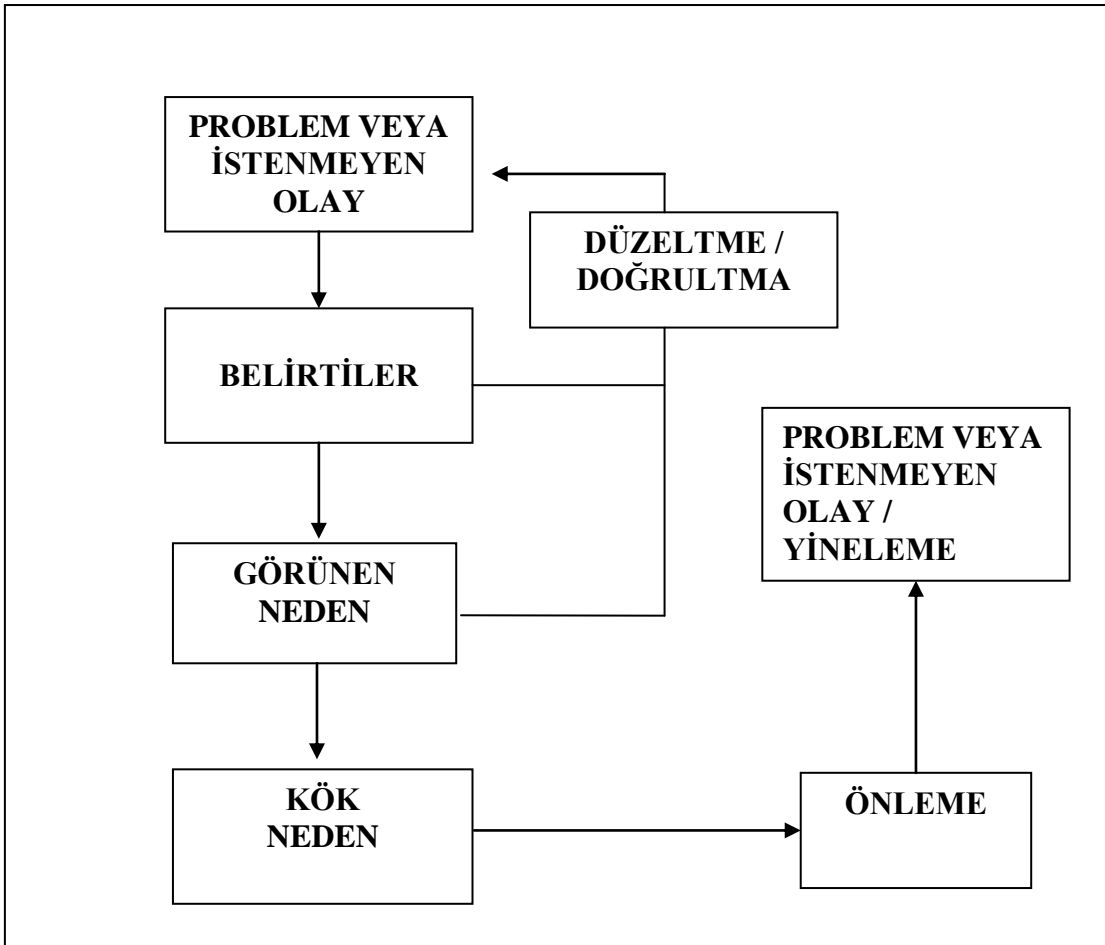 PROBLEM VEYA
İSTENMEYEN
OLAY
DÜZELTME /
DOĞRULTMA
BELİRTİLER
PROBLEM VEYA
İSTENMEYEN
OLAY /
YİNELEME
GÖRÜNEN
NEDEN
KÖK
NEDEN
ÖNLEME